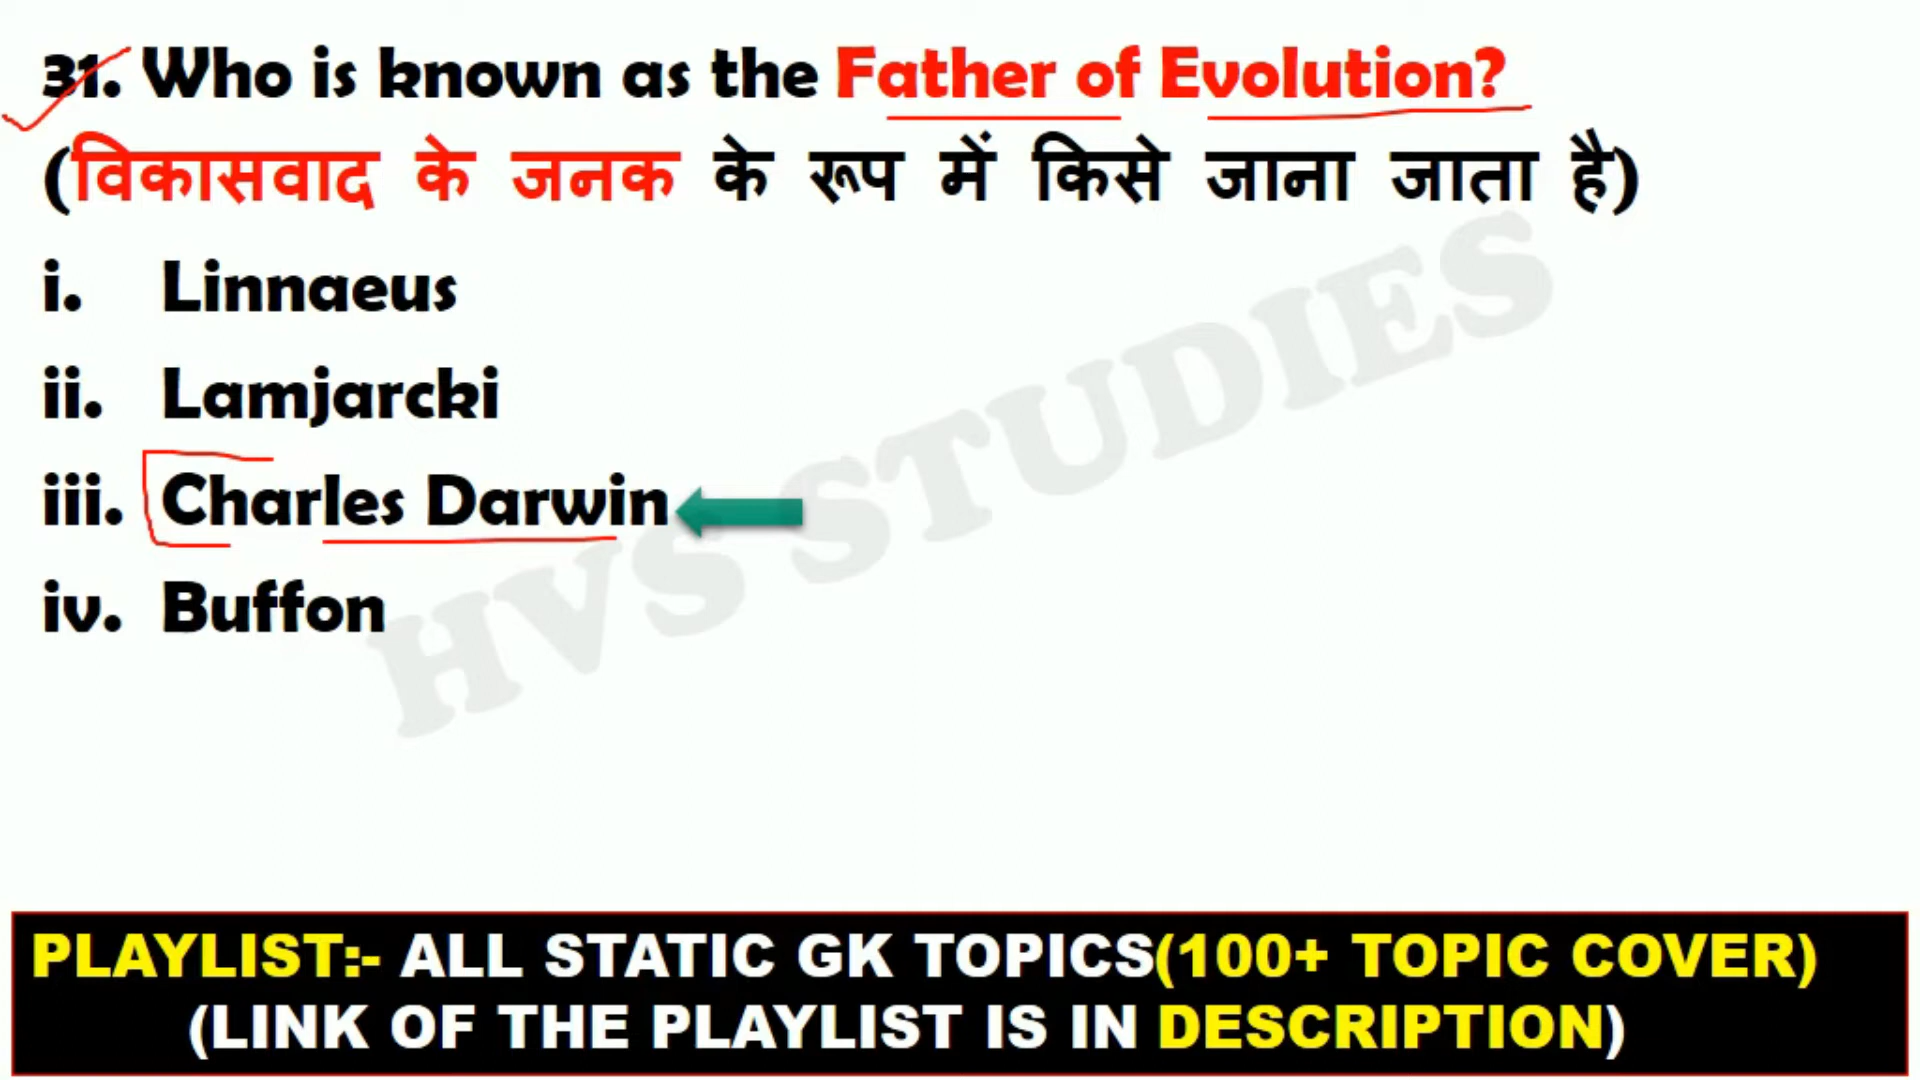 31. Who is known as the Father of Evolution?
(विकासवाद के जनक के रूप में किसे जाना जाता है)
i. Linnaeus
ii. Lamjarcki
iii. Charles Darwin
iv. Buffon
HVS STUDIES
PLAYLIST:- ALL STATIC GK TOPICS(100+ TOPIC COVER)
(LINK OF THE PLAYLIST IS IN DESCRIPTION)